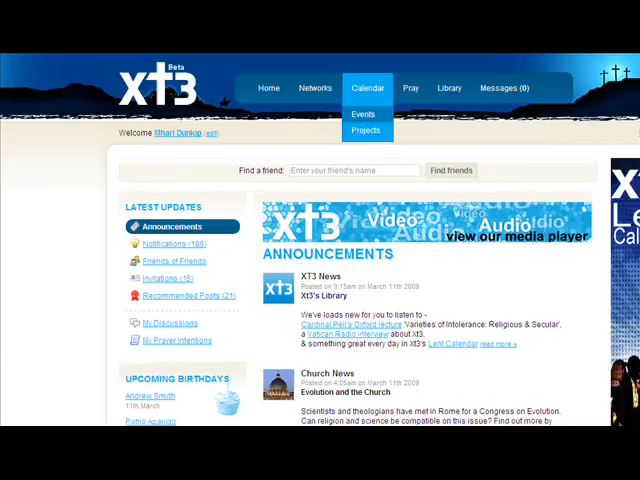 Beta
XT3
Home Networks Calendar Pray Library Messages (0)
Events
Projects
Welcome Mhari Dunlop (edit)
Find a friend: Enter your friend's name Find friends
LATEST UPDATES
Announcements
Notifications (186)
Friends of Friends
Invitations (15)
Recommended Posts (21)
My Discussions
My Prayer Intentions
UPCOMING BIRTHDAYS
Andrew Smith
11th March
Pablo Aparicio
XT3 Video Audio Video Audio Audio
view our media player
ANNOUNCEMENTS
XT3
XT3 News
Posted on 9:15am on March 11th 2009
Xt3's Library
We've loads new for you to listen to -
Cardinal Pell's Oxford lecture 'Varieties of Intolerance: Religious & Secular',
a Vatican Radio interview about Xt3,
& something great every day in Xt3's Lent Calendar read more »
Church News
Posted on 4:05am on March 11th 2009
Evolution and the Church
Scientists and theologians have met in Rome for a Congress on Evolution.
Can religion and science be compatible on this issue? Find out more by